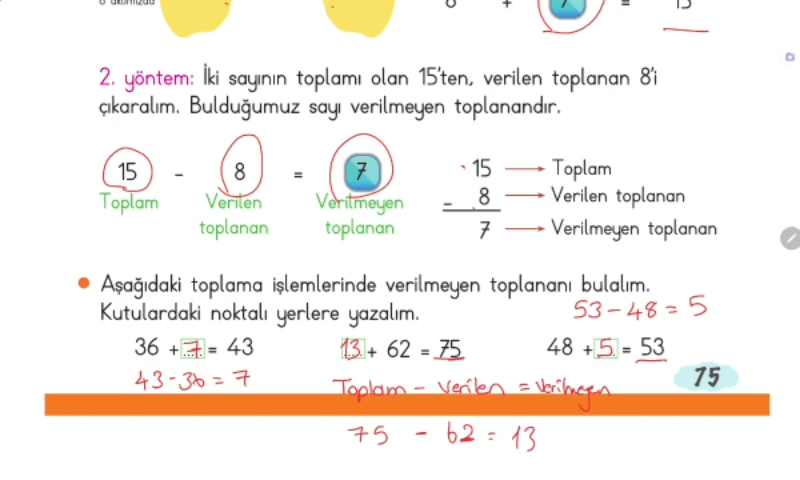 8 + 7 = 15
2. yöntem: İki sayının toplamı olan 15'ten, verilen toplanan 8'i
çıkaralım. Bulduğumuz sayı verilmeyen toplanandır.
15 - 8 = 7
Toplam Verilen Verilmeyen
toplanan toplanan
15 → Toplam
- 8 → Verilen toplanan
7 → Verilmeyen toplanan
● Aşağıdaki toplama işlemlerinde verilmeyen toplananı bulalım.
Kutulardaki noktalı yerlere yazalım.
53 - 48 = 5
36 + 7 = 43 13 + 62 = 75 48 + 5 = 53
43 - 36 = 7
Toplam - verilen = verilmeyen
75
75 - 62 = 13